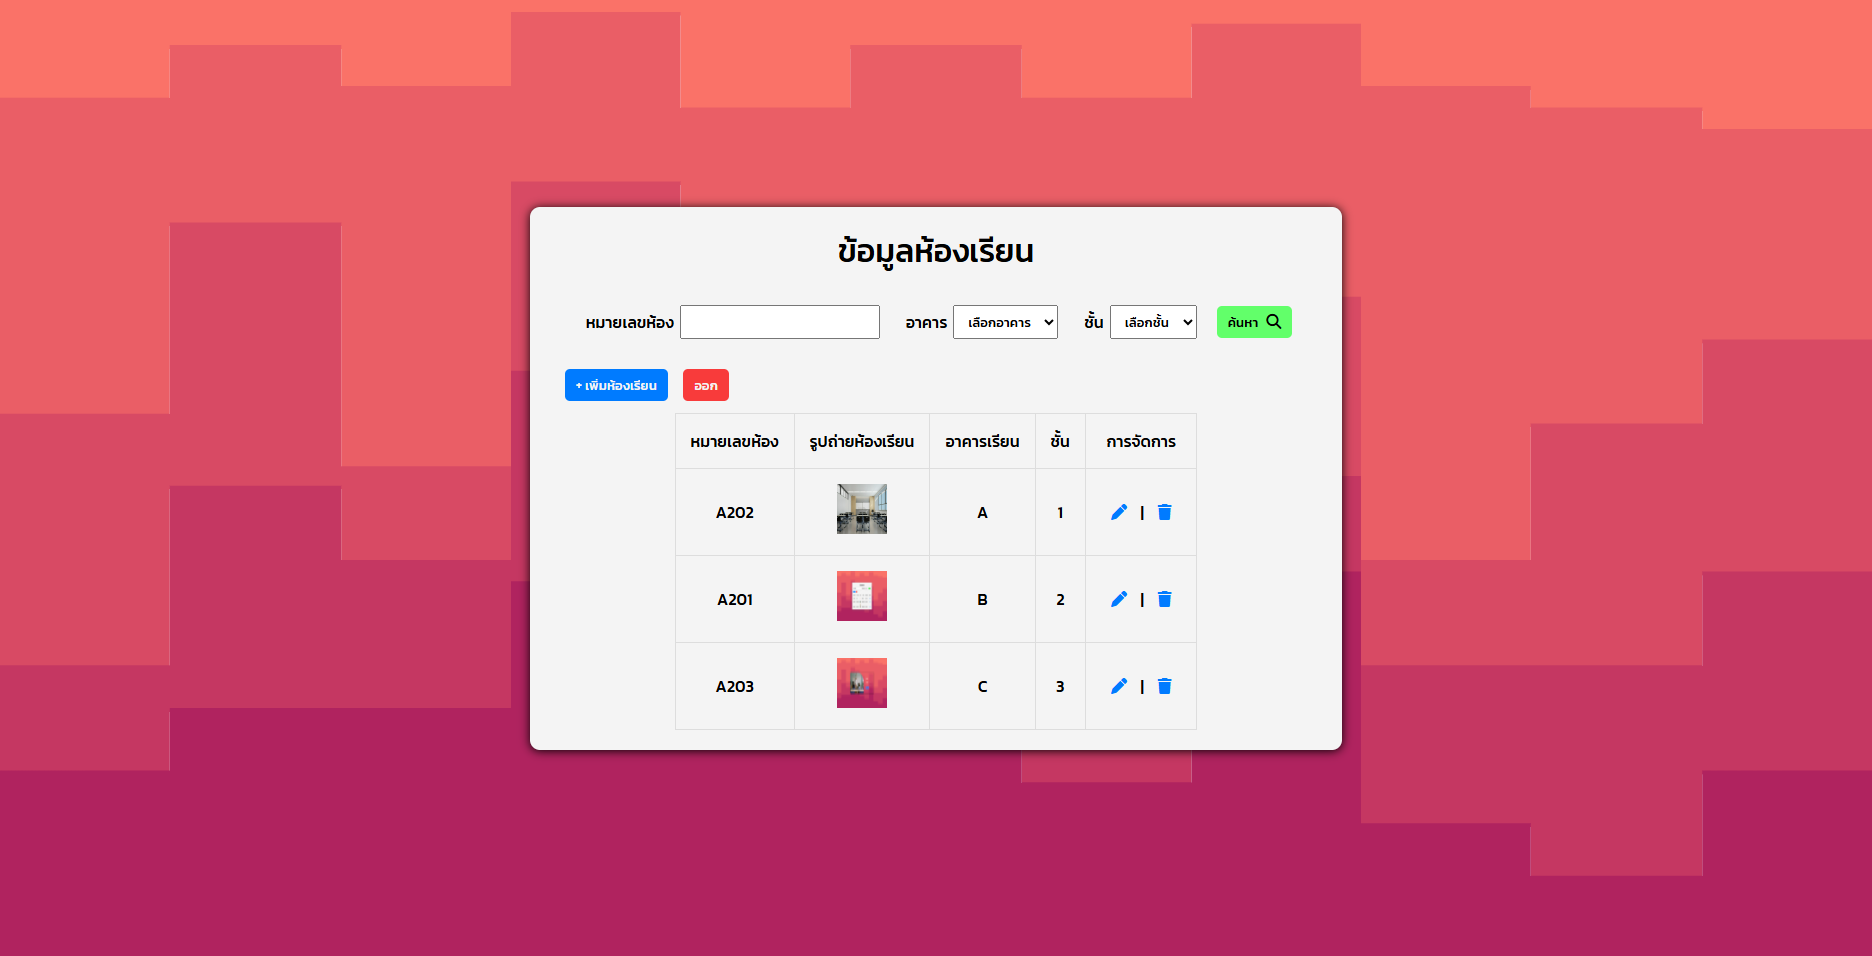 ข้อมูลห้องเรียน
หมายเลขห้อง อาคาร เลือกอาคาร ชั้น เลือกชั้น ค้นหา
+ เพิ่มห้องเรียน ออก
หมายเลขห้อง รูปถ่ายห้องเรียน อาคารเรียน ชั้น การจัดการ
A202 A 1 |
A201 B 2 |
A203 C 3 |